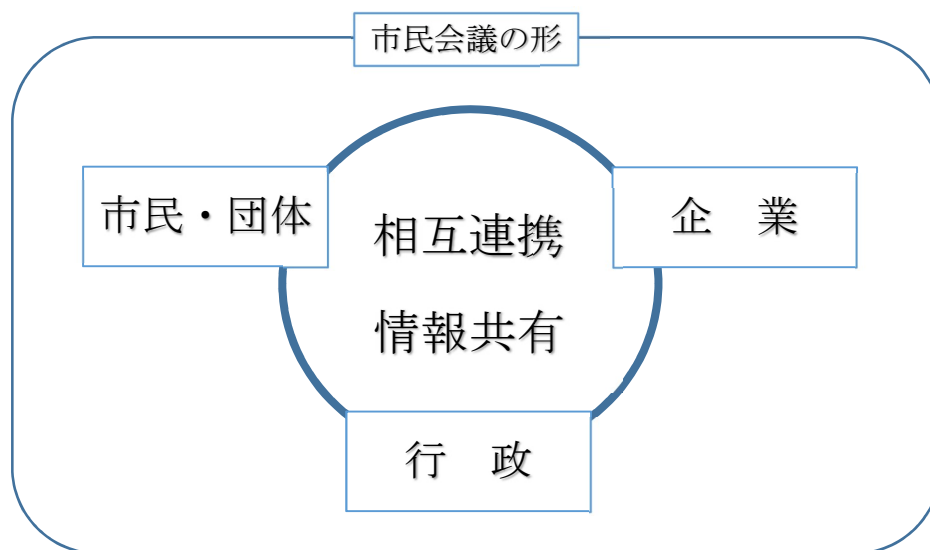 市民会議の形
市民・団体
企　業
相互連携
情報共有
行　政